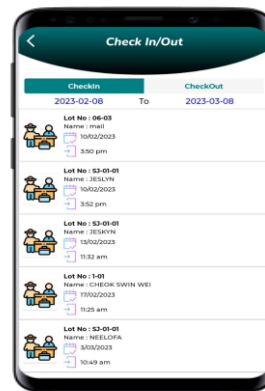 Check In/Out
CheckIn CheckOut
2023-02-08 To 2023-03-08
Lot No : 06-03
Name : mail
10/02/2023
3:50 pm
Lot No : SJ-01-01
Name : JESLYN
10/02/2023
3:52 pm
Lot No : SJ-01-01
Name : JESKYN
13/02/2023
11:32 am
Lot No : 1-01
Name : CHEOK SWIN WEI
17/02/2023
11:25 am
Lot No : SJ-01-01
Name : NEELOFA
3/03/2023
10:49 am